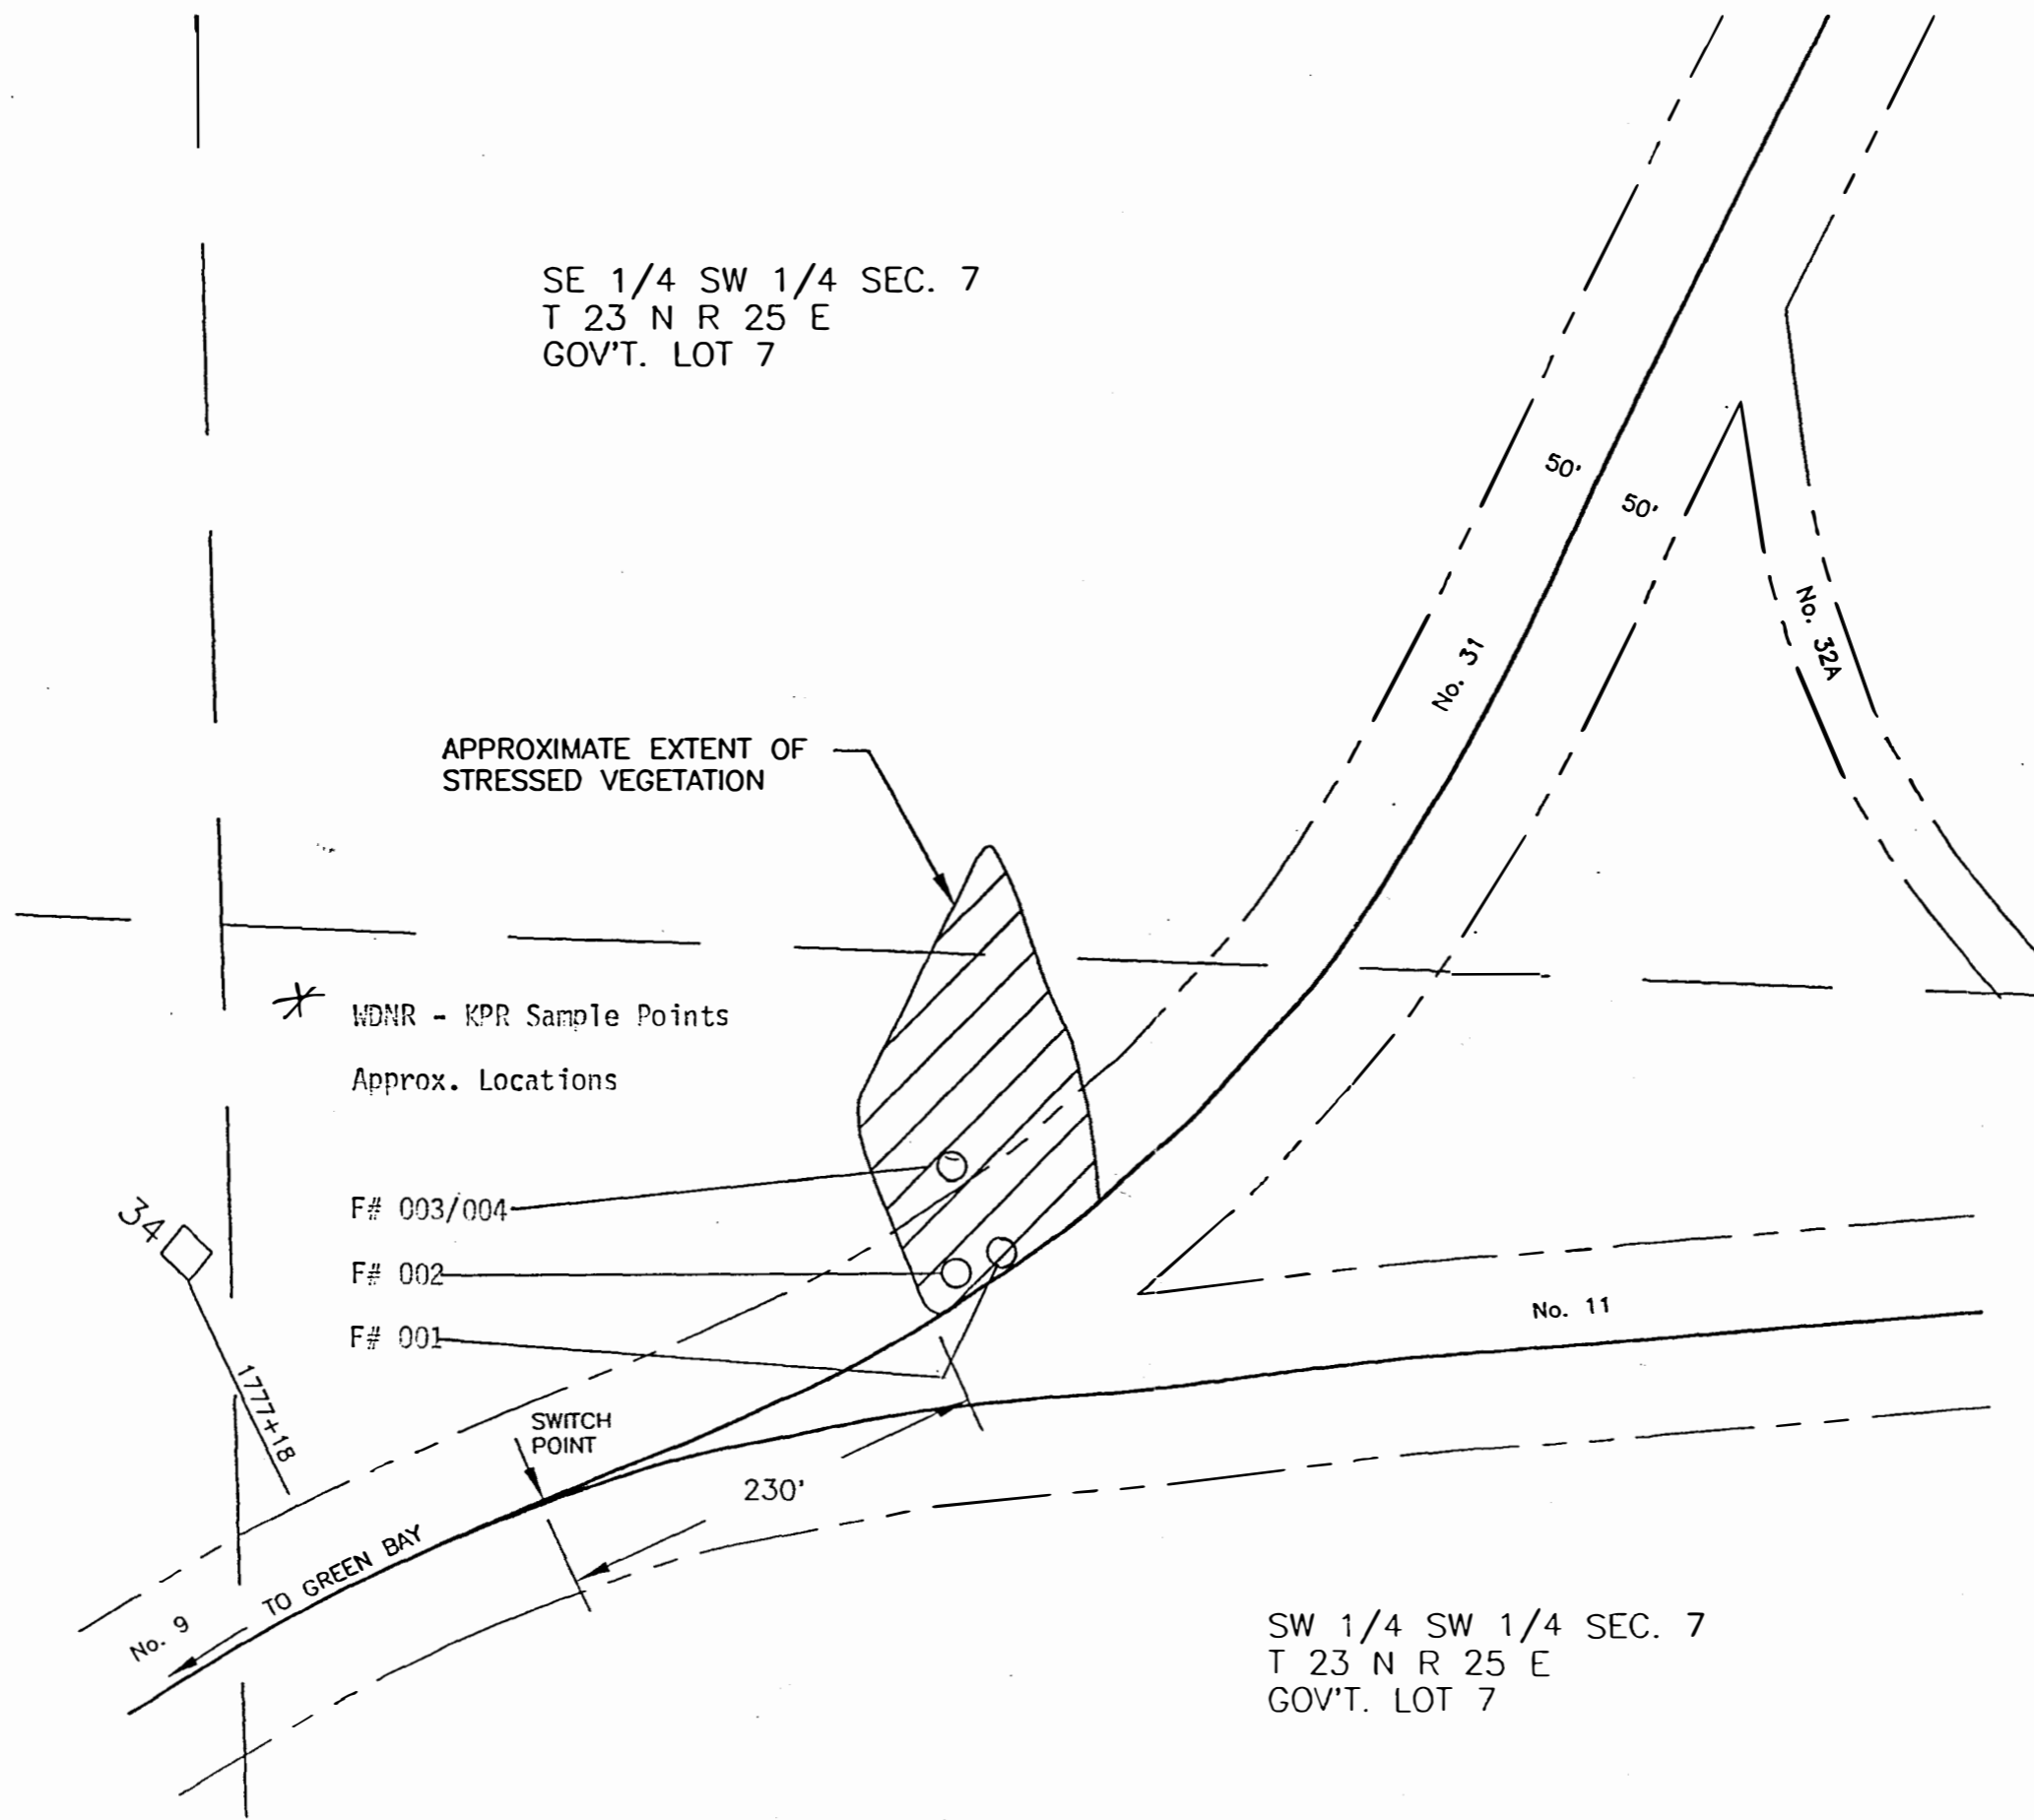 SE 1/4 SW 1/4 SEC. 7
T 23 N R 25 E
GOV'T. LOT 7
50'
50'
No. 31
No. 32A
APPROXIMATE EXTENT OF
STRESSED VEGETATION
WDNR - KPR Sample Points
Approx. Locations
F# 003/004
F# 002
F# 001
34
1777+18
SWITCH
POINT
230'
No. 11
TO GREEN BAY
No. 9
SW 1/4 SW 1/4 SEC. 7
T 23 N R 25 E
GOV'T. LOT 7